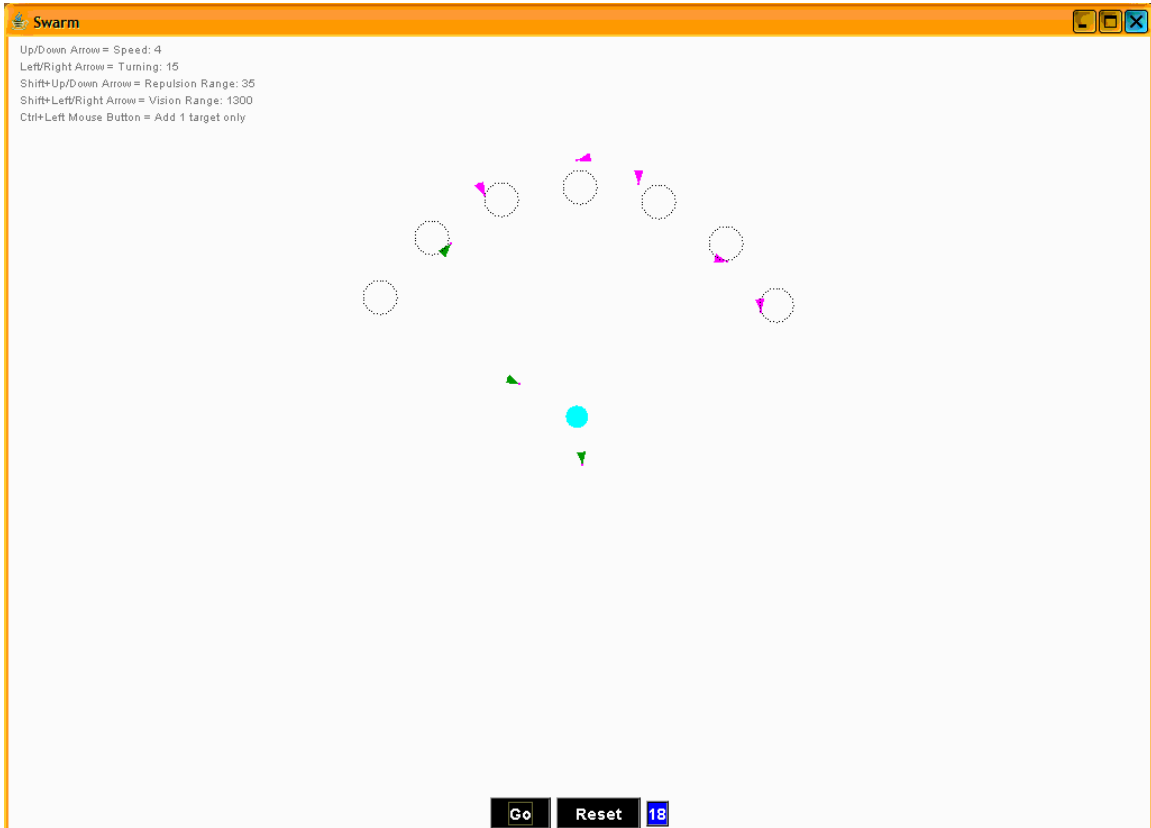 Swarm
Up/Down Arrow = Speed: 4
Left/Right Arrow = Turning: 15
Shift+Up/Down Arrow = Repulsion Range: 35
Shift+Left/Right Arrow = Vision Range: 1300
Ctrl+Left Mouse Button = Add 1 target only
Go Reset 18